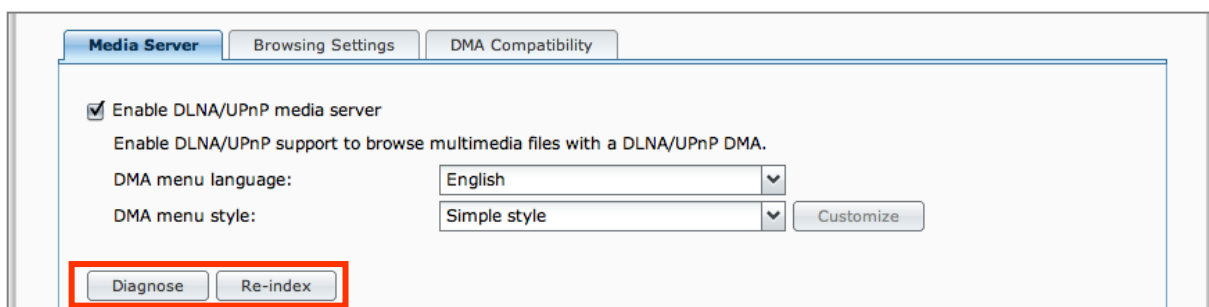 Media Server Browsing Settings DMA Compatibility
Enable DLNA/UPnP media server
Enable DLNA/UPnP support to browse multimedia files with a DLNA/UPnP DMA.
DMA menu language: English
DMA menu style: Simple style Customize
Diagnose Re-index